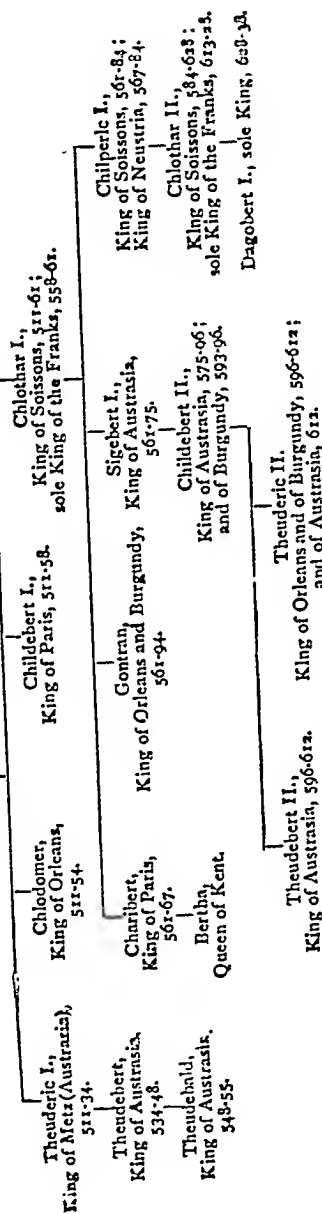 Theuderic I.,
King of Metz (Austraria),
511-34.
Theudebert,
King of Austrasia,
534-48.
Theudebald,
King of Austrasia.
548-55.
Chlodomer,
King of Orleans,
511-54.
Childebert I.,
King of Paris, 511-58.
Chlothar I.,
King of Soissons, 511-61;
sole King of the Franks, 558-61.
Charibert,
King of Paris,
561-67.
Bertha,
Queen of Kent.
Gontran,
King of Orleans and Burgundy,
561-94.
Sigebert I.,
King of Austrasia,
561-75.
Childebert II.,
King of Austrasia, 575-96;
and of Burgundy, 593-96.
Theudebert II.,
King of Austrasia, 596-612.
Theuderic II.
King of Orleans and of Burgundy, 596-612;
and of Austrasia, 612.
Chilperic I.,
King of Soissons, 561-84;
King of Neustria, 567-84.
Chlothar II.,
King of Soissons, 584-628;
sole King of the Franks, 613-28.
Dagobert I., sole King, 628-38.